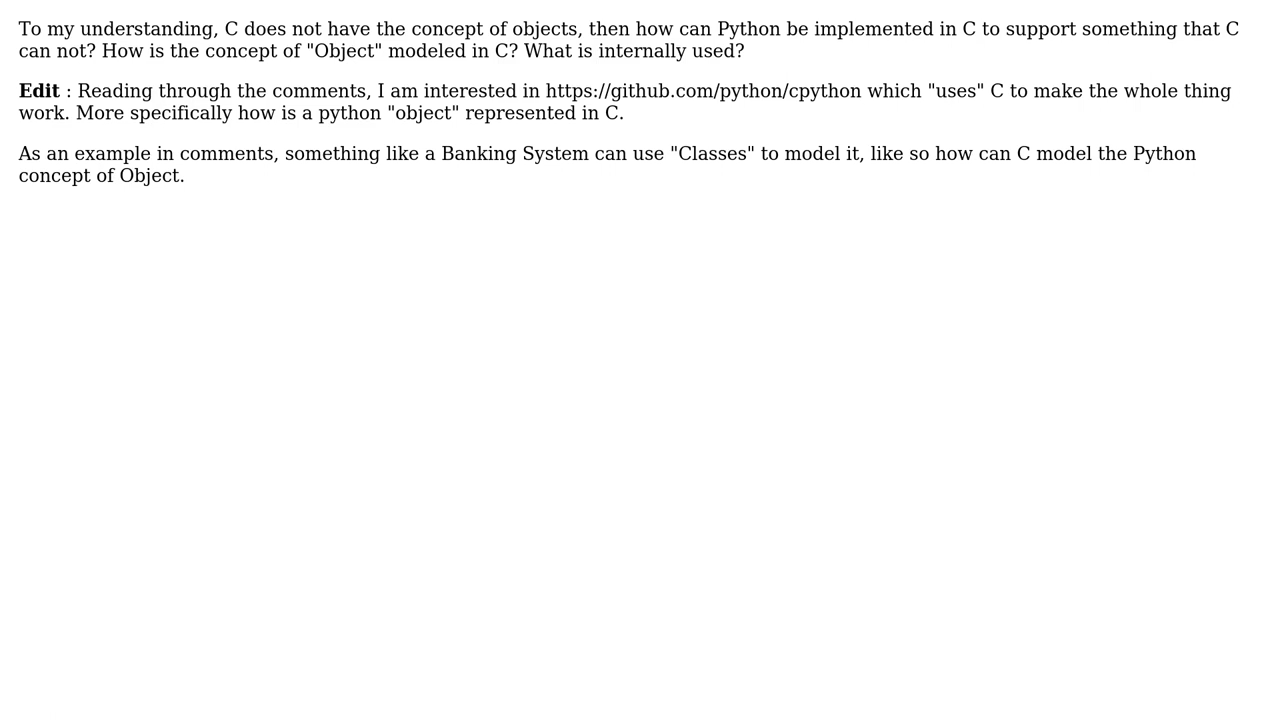 To my understanding, C does not have the concept of objects, then how can Python be implemented in C to support something that C
can not? How is the concept of "Object" modeled in C? What is internally used?
Edit : Reading through the comments, I am interested in https://github.com/python/cpython which "uses" C to make the whole thing
work. More specifically how is a python "object" represented in C.
As an example in comments, something like a Banking System can use "Classes" to model it, like so how can C model the Python
concept of Object.